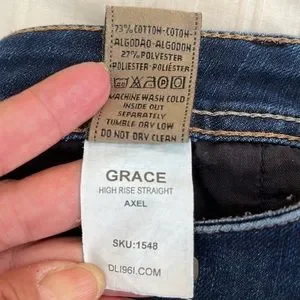 73% COTTON-COTON-
ALGODAO-ALGODON
27% POLYESTER
-POLIESTER-POLIESTER
MACHINE WASH COLD
INSIDE OUT
SEPARATELY
TUMBLE DRY LOW
DO NOT DRY CLEAN
GRACE
HIGH RISE STRAIGHT
AXEL
SKU:1548
DL1961.COM